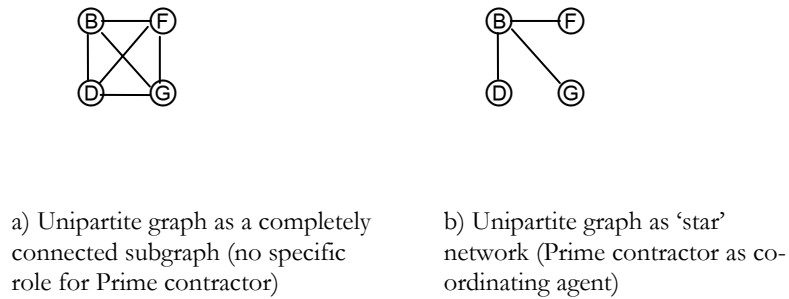 B F
D G
B F
D G
a) Unipartite graph as a completely
connected subgraph (no specific
role for Prime contractor)
b) Unipartite graph as ‘star’
network (Prime contractor as co-
ordinating agent)